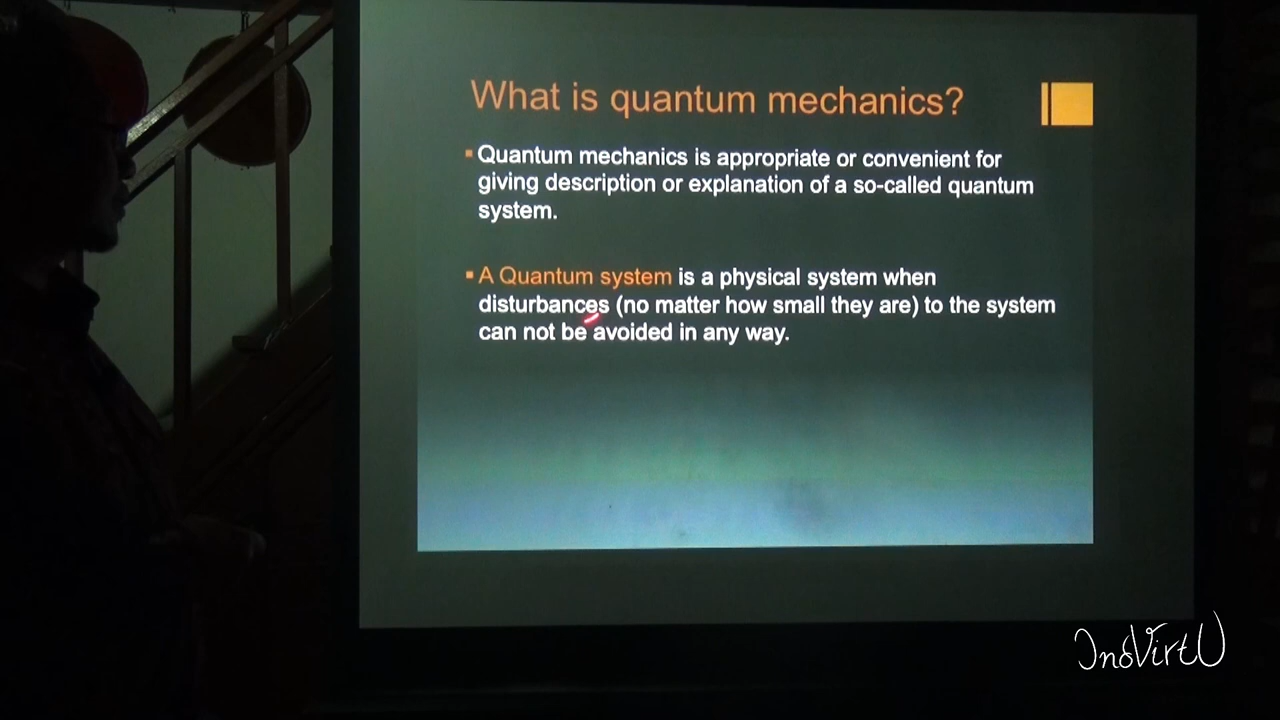 What is quantum mechanics?
Quantum mechanics is appropriate or convenient for
giving description or explanation of a so-called quantum
system.
A Quantum system is a physical system when
disturbances (no matter how small they are) to the system
can not be avoided in any way.
InoVirtU